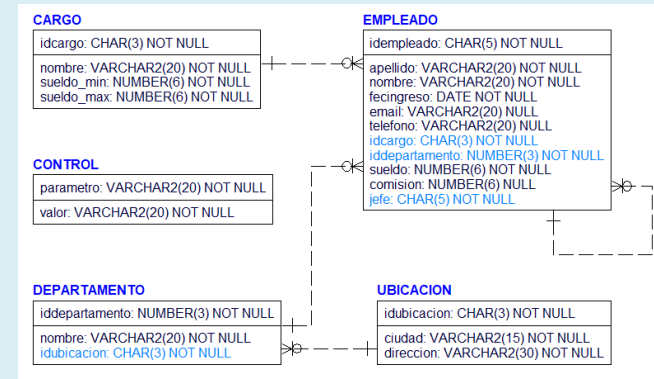 CARGO
idcargo: CHAR(3) NOT NULL
nombre: VARCHAR2(20) NOT NULL
sueldo_min: NUMBER(6) NOT NULL
sueldo_max: NUMBER(6) NOT NULL
EMPLEADO
idempleado: CHAR(5) NOT NULL
apellido: VARCHAR2(20) NOT NULL
nombre: VARCHAR2(20) NOT NULL
fecingreso: DATE NOT NULL
email: VARCHAR2(20) NULL
telefono: VARCHAR2(20) NULL
idcargo: CHAR(3) NOT NULL
iddepartamento: NUMBER(3) NOT NULL
sueldo: NUMBER(6) NOT NULL
comision: NUMBER(6) NULL
jefe: CHAR(5) NOT NULL
CONTROL
parametro: VARCHAR2(20) NOT NULL
valor: VARCHAR2(20) NOT NULL
DEPARTAMENTO
iddepartamento: NUMBER(3) NOT NULL
nombre: VARCHAR2(20) NOT NULL
idubicacion: CHAR(3) NOT NULL
UBICACION
idubicacion: CHAR(3) NOT NULL
ciudad: VARCHAR2(15) NOT NULL
direccion: VARCHAR2(30) NOT NULL